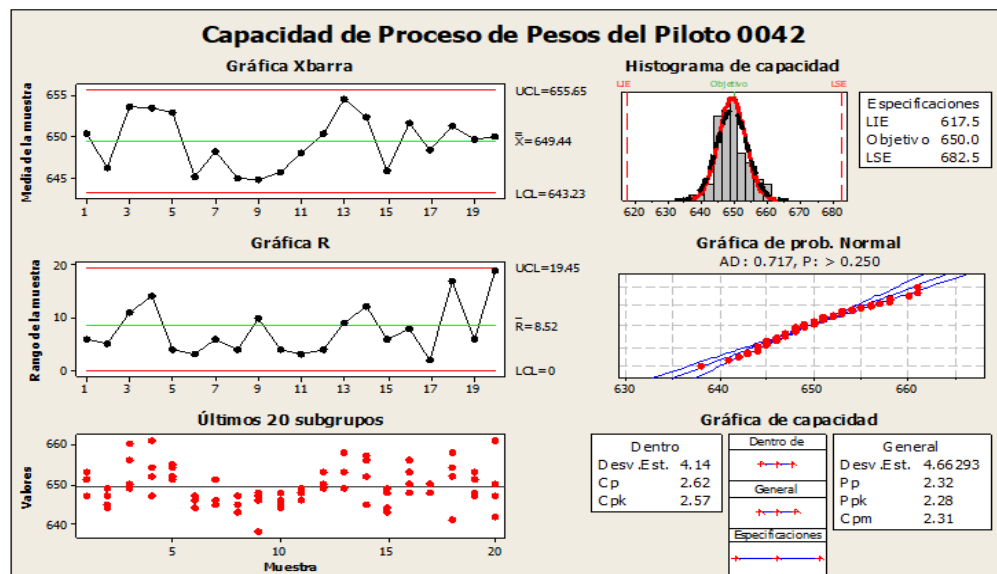 Capacidad de Proceso de Pesos del Piloto 0042
Gráfica Xbarra
Media de la muestra
655
650
645
1 3 5 7 9 11 13 15 17 19
UCL=655.65
X=649.44
LCL=643.23
Histograma de capacidad
LIE Objetivo LSE
620 630 640 650 660 670 680
Especificaciones
LIE 617.5
Objetivo 650.0
LSE 682.5
Gráfica R
Rango de la muestra
20
10
0
1 3 5 7 9 11 13 15 17 19
UCL=19.45
R=8.52
LCL=0
Gráfica de prob. Normal
AD: 0.717, P: > 0.250
630 640 650 660
Últimos 20 subgrupos
Valores
660
650
640
5 10 15 20
Muestra
Gráfica de capacidad
Dentro
Desv.Est. 4.14
Cp 2.62
Cpk 2.57
Dentro de
General
Especificaciones
General
Desv.Est. 4.66293
Pp 2.32
Ppk 2.28
Cpm 2.31